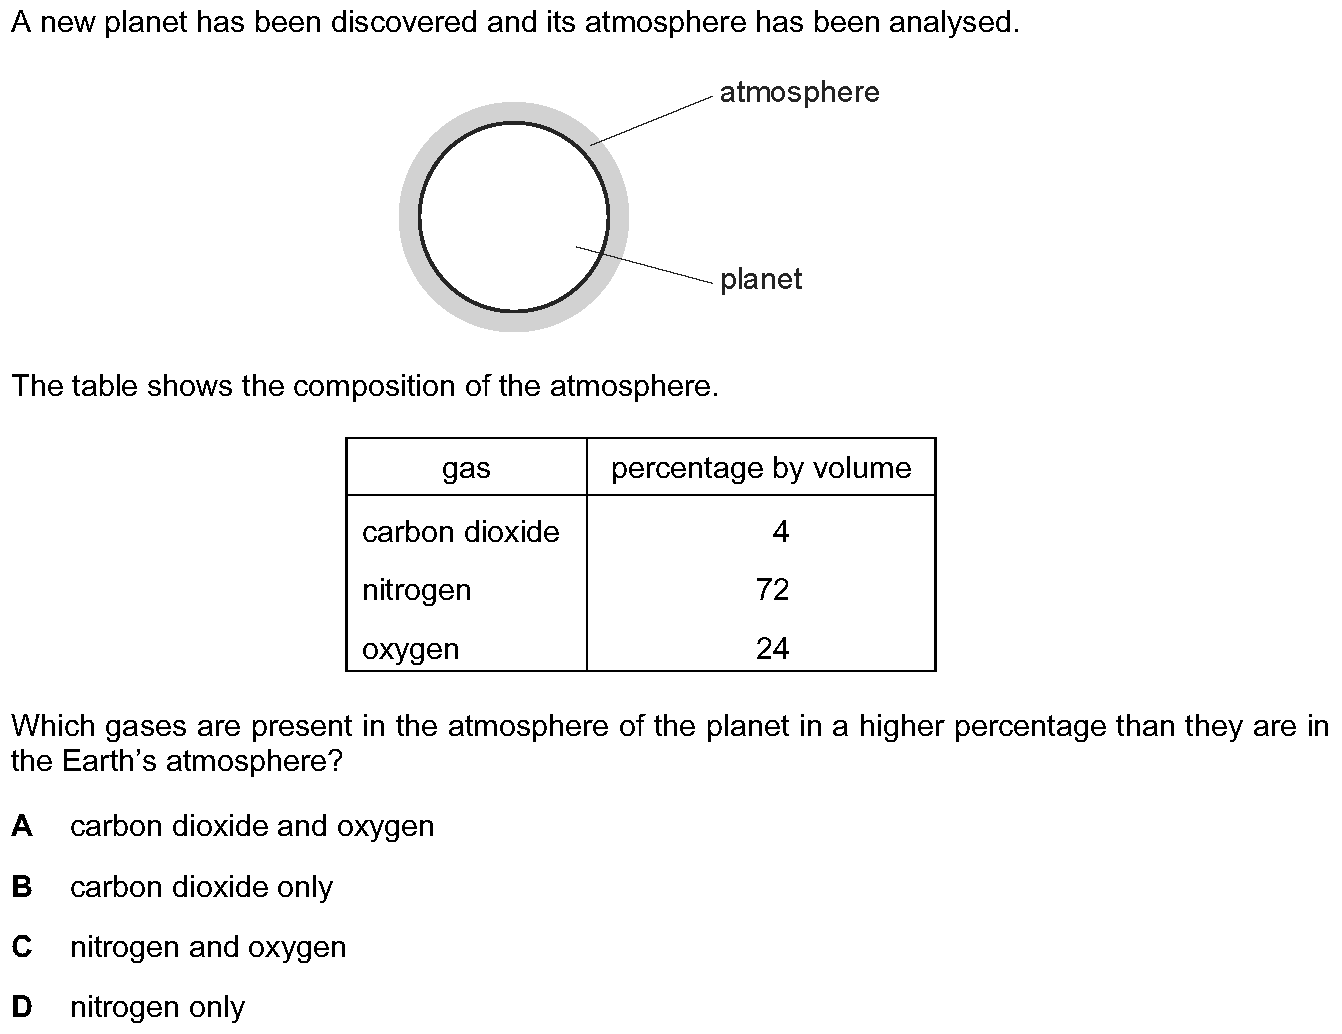 A new planet has been discovered and its atmosphere has been analysed.
atmosphere
planet
The table shows the composition of the atmosphere.
gas percentage by volume
carbon dioxide 4
nitrogen 72
oxygen 24
Which gases are present in the atmosphere of the planet in a higher percentage than they are in
the Earth’s atmosphere?
A carbon dioxide and oxygen
B carbon dioxide only
C nitrogen and oxygen
D nitrogen only